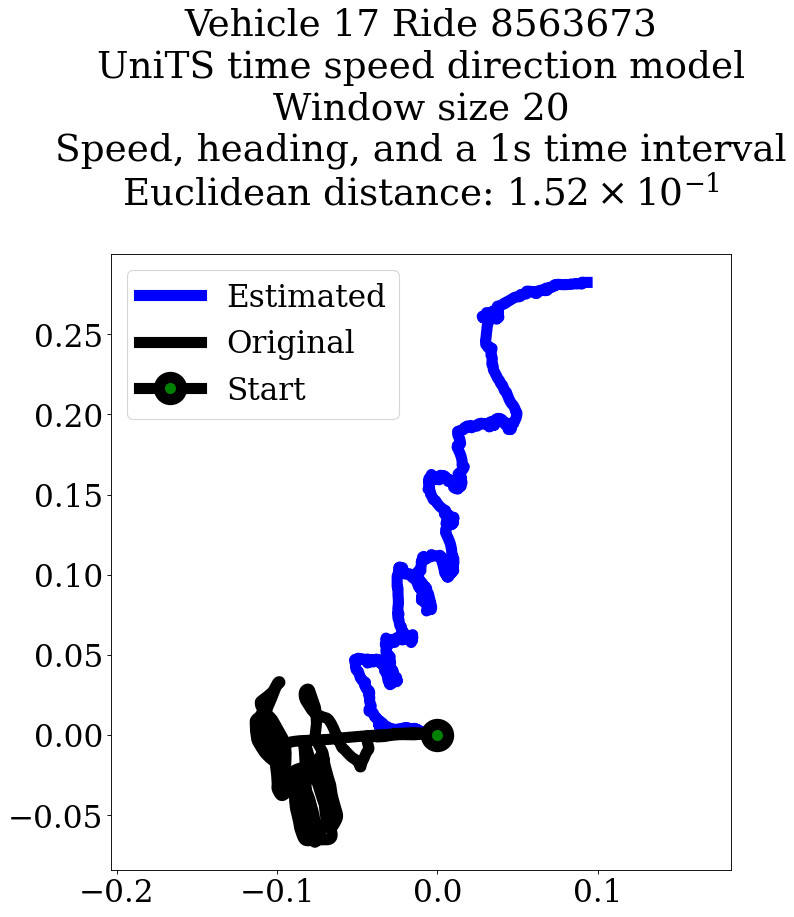 Vehicle 17 Ride 8563673
UniTS time speed direction model
Window size 20
Speed, heading, and a 1s time interval
Euclidean distance: 1.52 × 10⁻¹
Estimated
Original
Start
0.25
0.20
0.15
0.10
0.05
0.00
−0.05
−0.2
−0.1
0.0
0.1